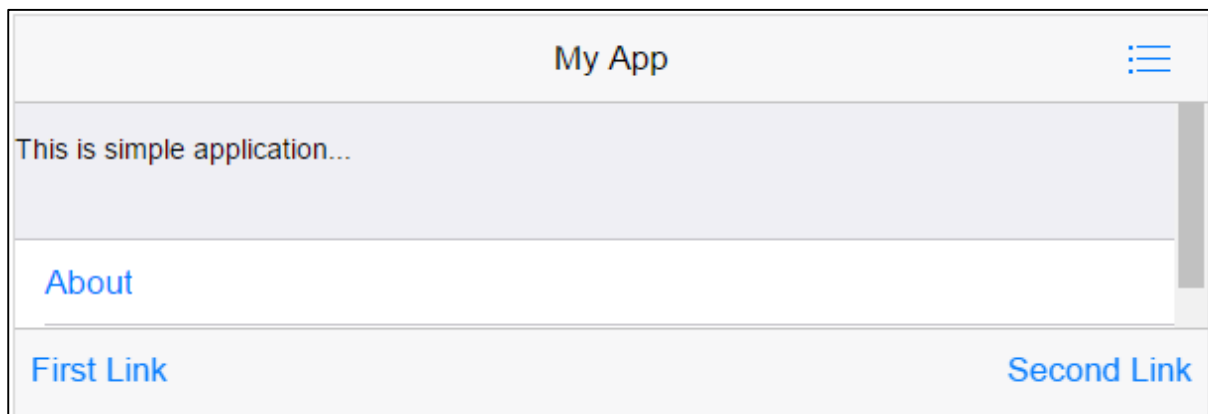 My App
This is simple application...
About
First Link
Second Link